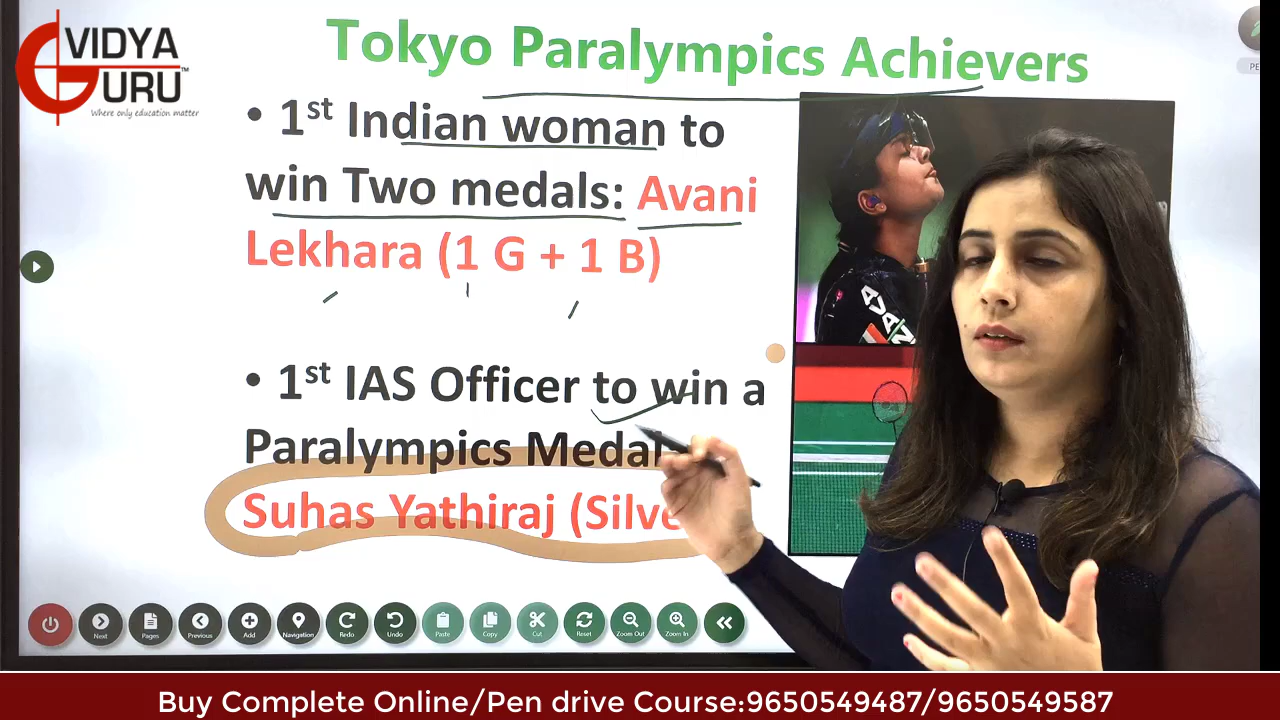 VIDYA
GURU™
Where only education matter
Tokyo Paralympics Achievers
• 1st Indian woman to
win Two medals: Avani
Lekhara (1 G + 1 B)
• 1st IAS Officer to win a
Paralympics Medal
Suhas Yathiraj (Silve
Next
Pages
Previous
Add
Navigation
Redo
Undo
Paste
Copy
Cut
Reset
Zoom Out
Zoom In
Buy Complete Online/Pen drive Course:9650549487/9650549587